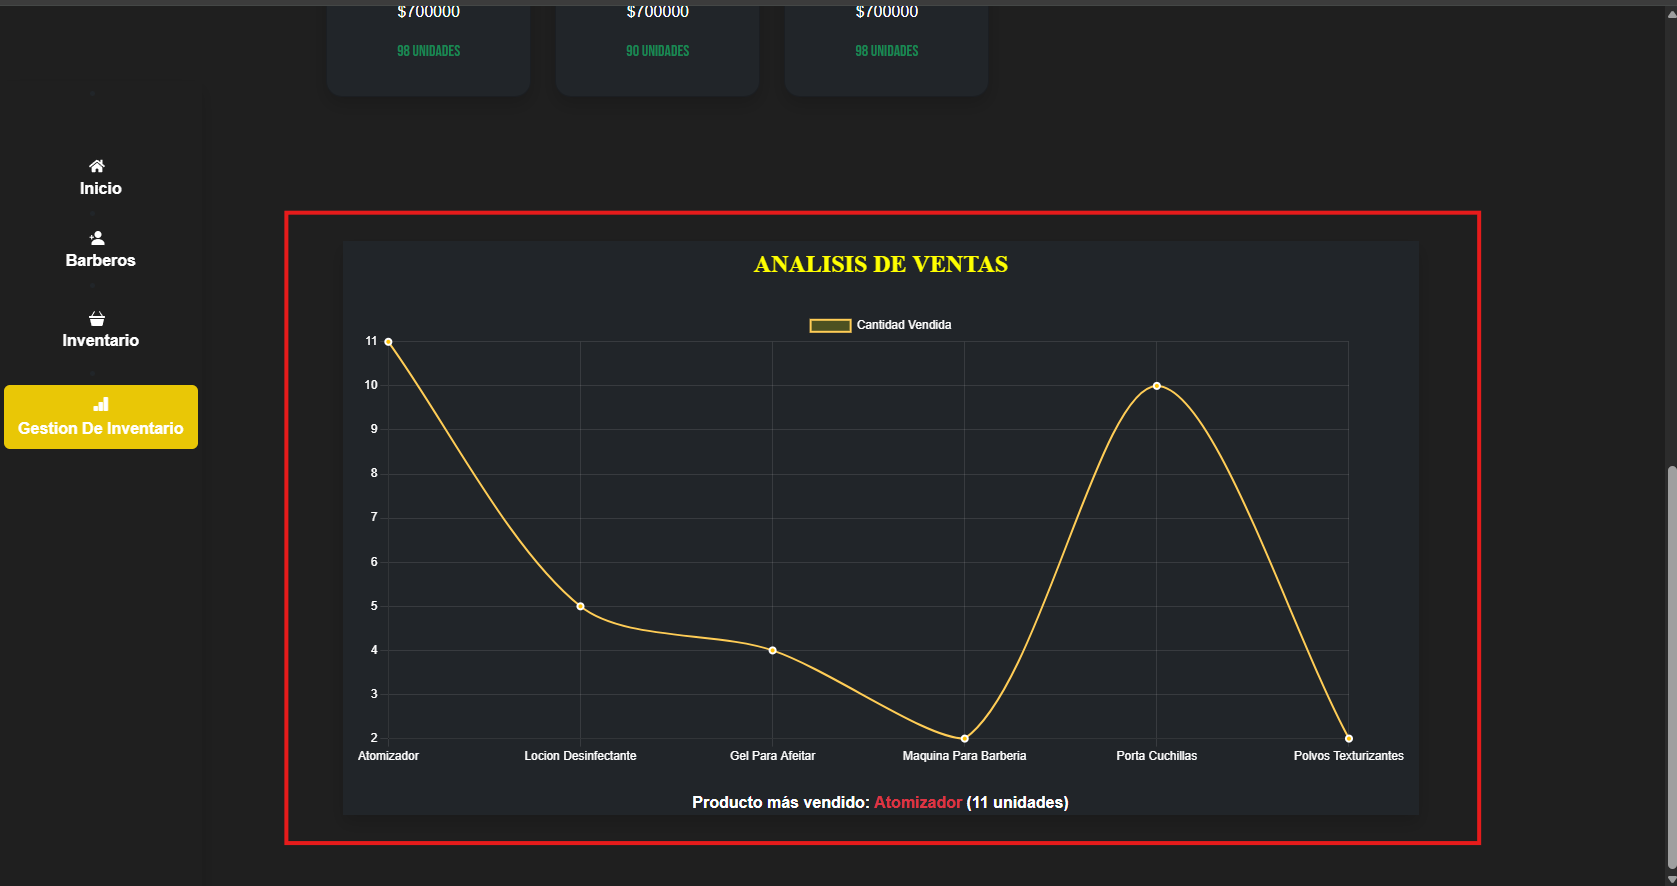 $700000 $700000 $700000
98 UNIDADES 90 UNIDADES 98 UNIDADES
Inicio
Barberos
Inventario
Gestion De Inventario
ANALISIS DE VENTAS
Cantidad Vendida
11
10
9
8
7
6
5
4
3
2
Atomizador Locion Desinfectante Gel Para Afeitar Maquina Para Barberia Porta Cuchillas Polvos Texturizantes
Producto más vendido: Atomizador (11 unidades)